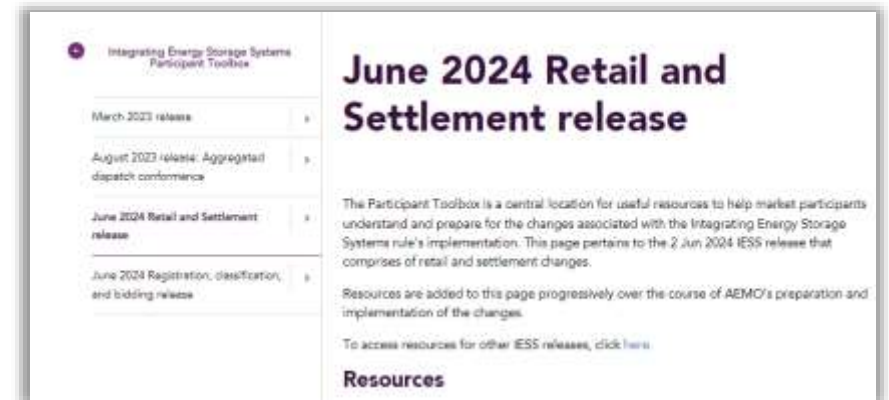 Integrating Energy Storage Systems
Participant Toolbox
March 2023 release
August 2023 release: Aggregated
dispatch conformance
June 2024 Retail and Settlement
release
June 2024 Registration, classification,
and bidding release
June 2024 Retail and
Settlement release
The Participant Toolbox is a central location for useful resources to help market participants
understand and prepare for the changes associated with the Integrating Energy Storage
Systems rule's implementation. This page pertains to the 2 Jun 2024 IESS release that
comprises of retail and settlement changes.
Resources are added to this page progressively over the course of AEMO's preparation and
implementation of the changes.
To access resources for other IESS releases, click here.
Resources